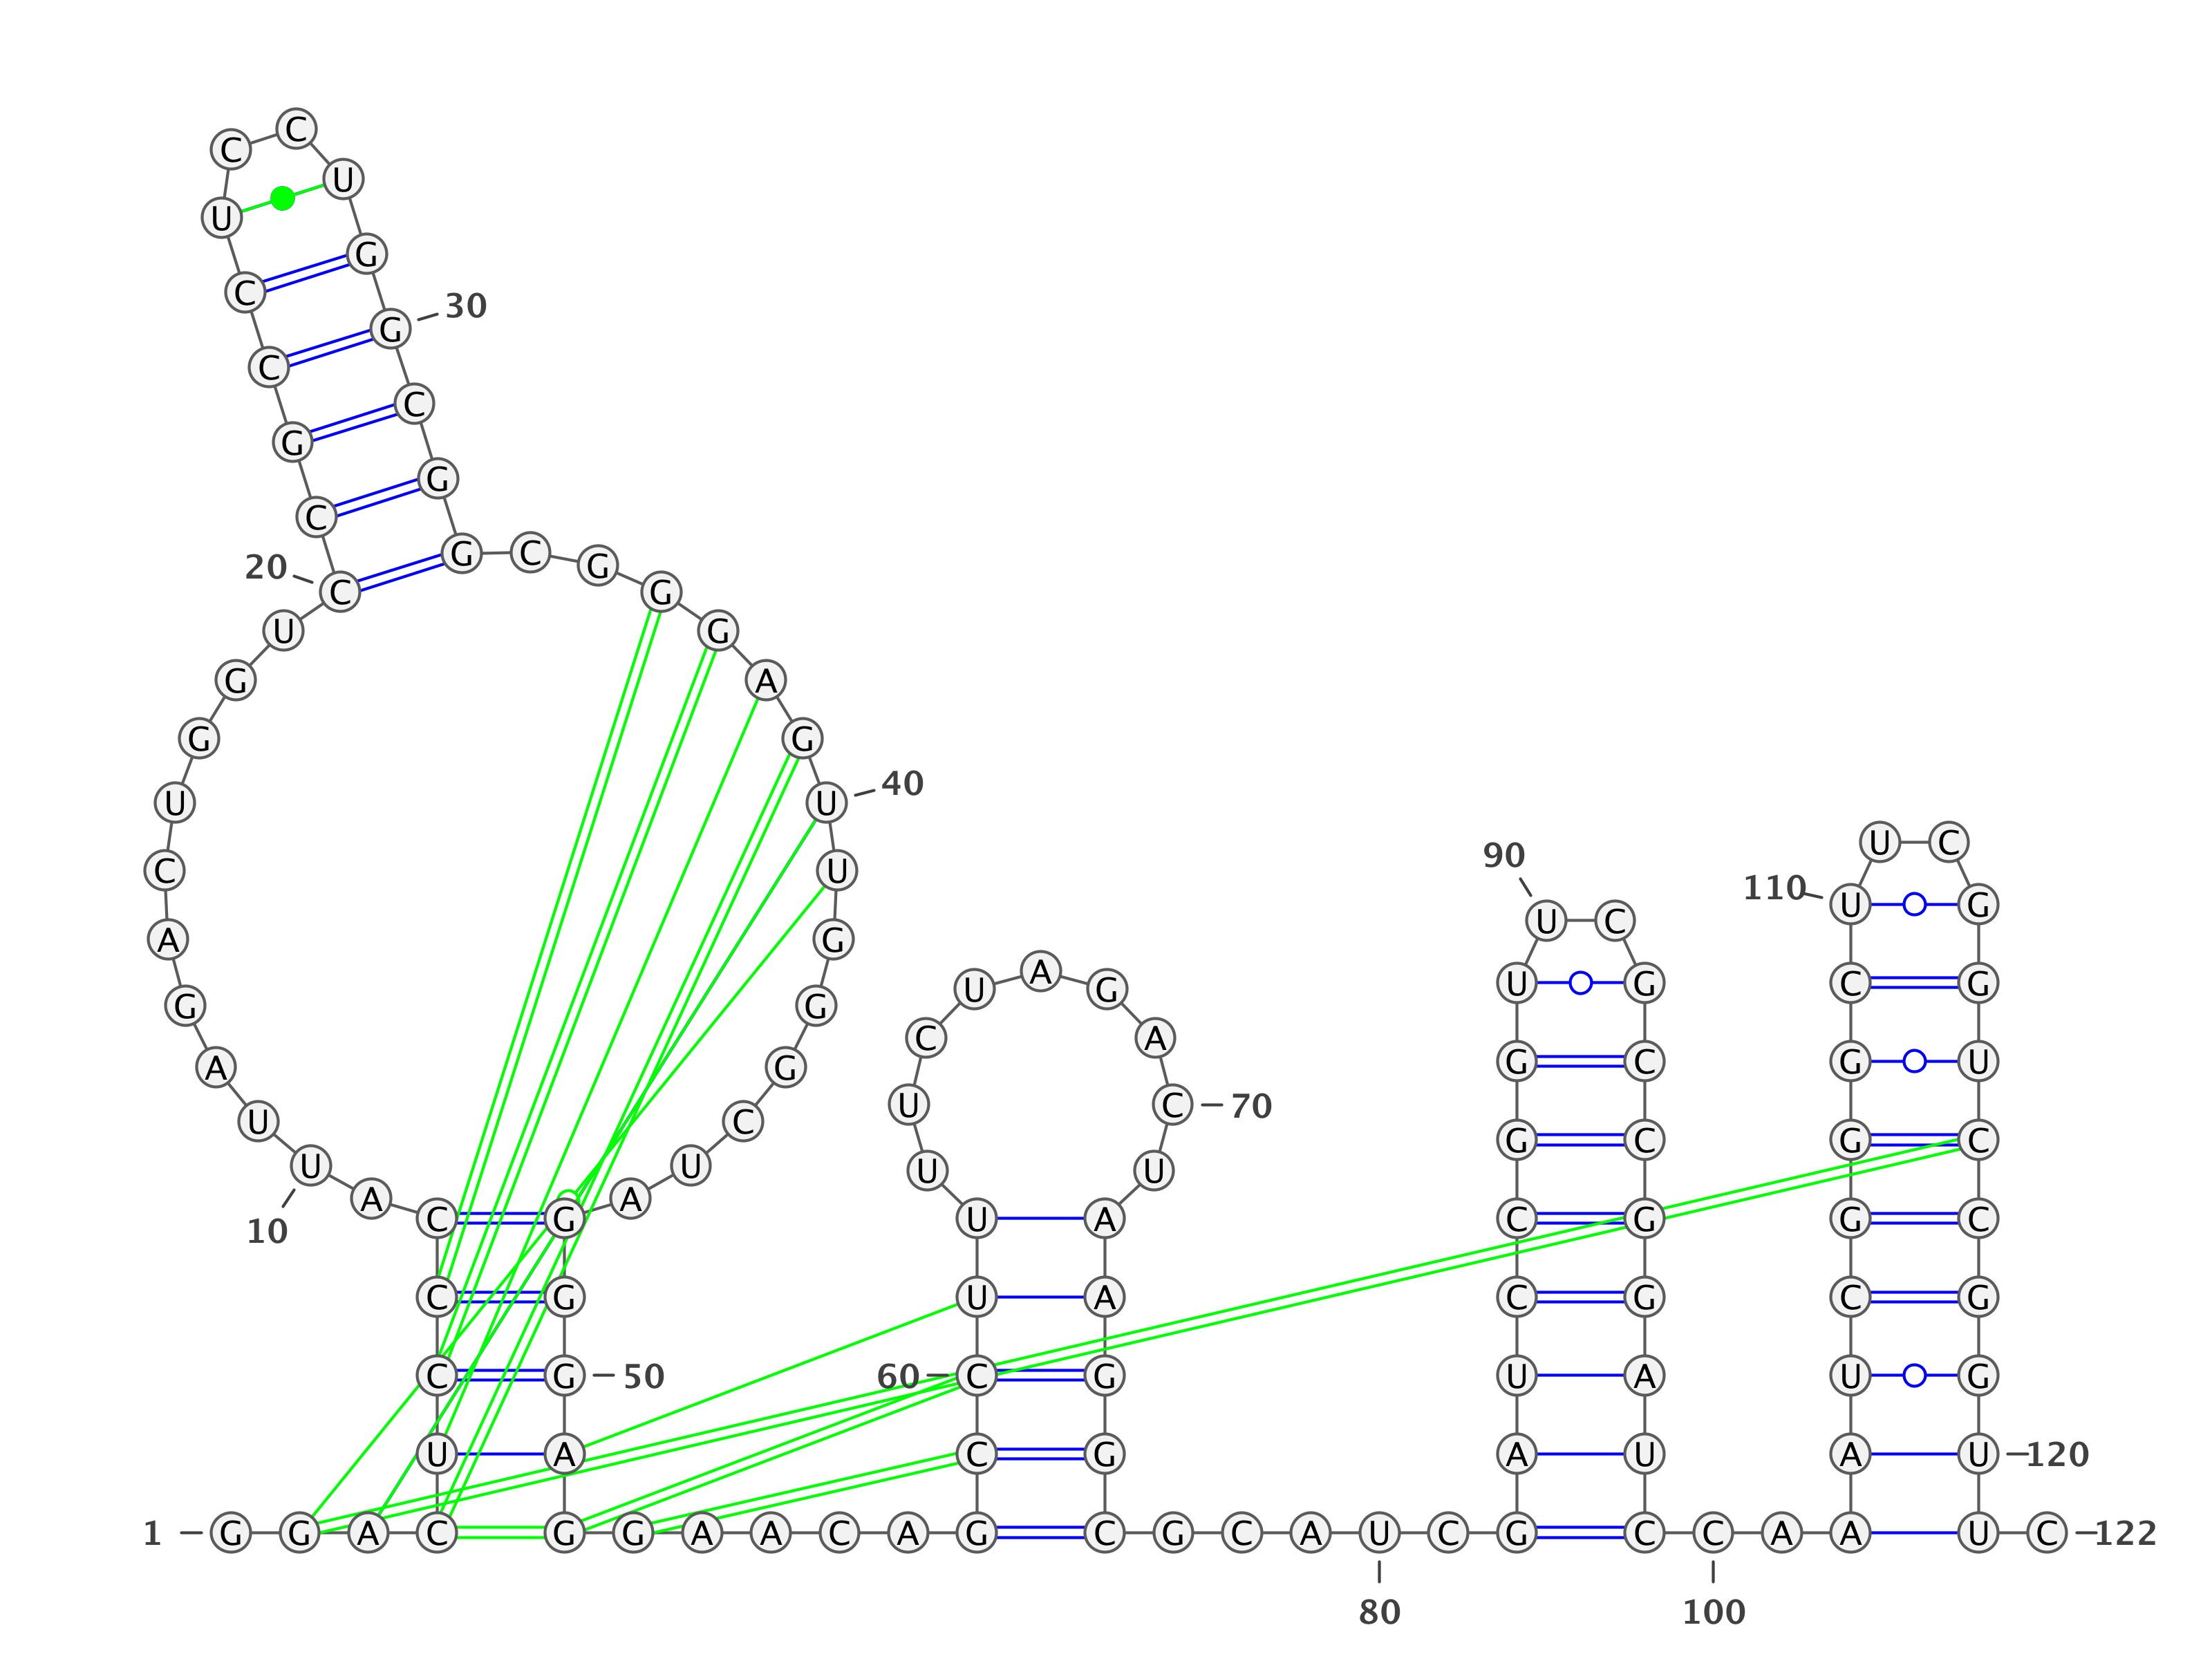 C C
U
U
G
C
30
G
C
C
G
G
C
G C
G
20
C G
U G
G A
G G
40
U U
U C
90
C U
110
U G
U C
A G
A
U G U G C G
G G
C A
A G G C G U
U C 70
U C
G C G C
U U U U
A A
C G U A C G G C
10
C G U A C G C G
C G 50 60 C G U A U G
U A C G A U A U 120
1 G G A C G G A A C A G C G C A U C G C C A A U C 122
80 100